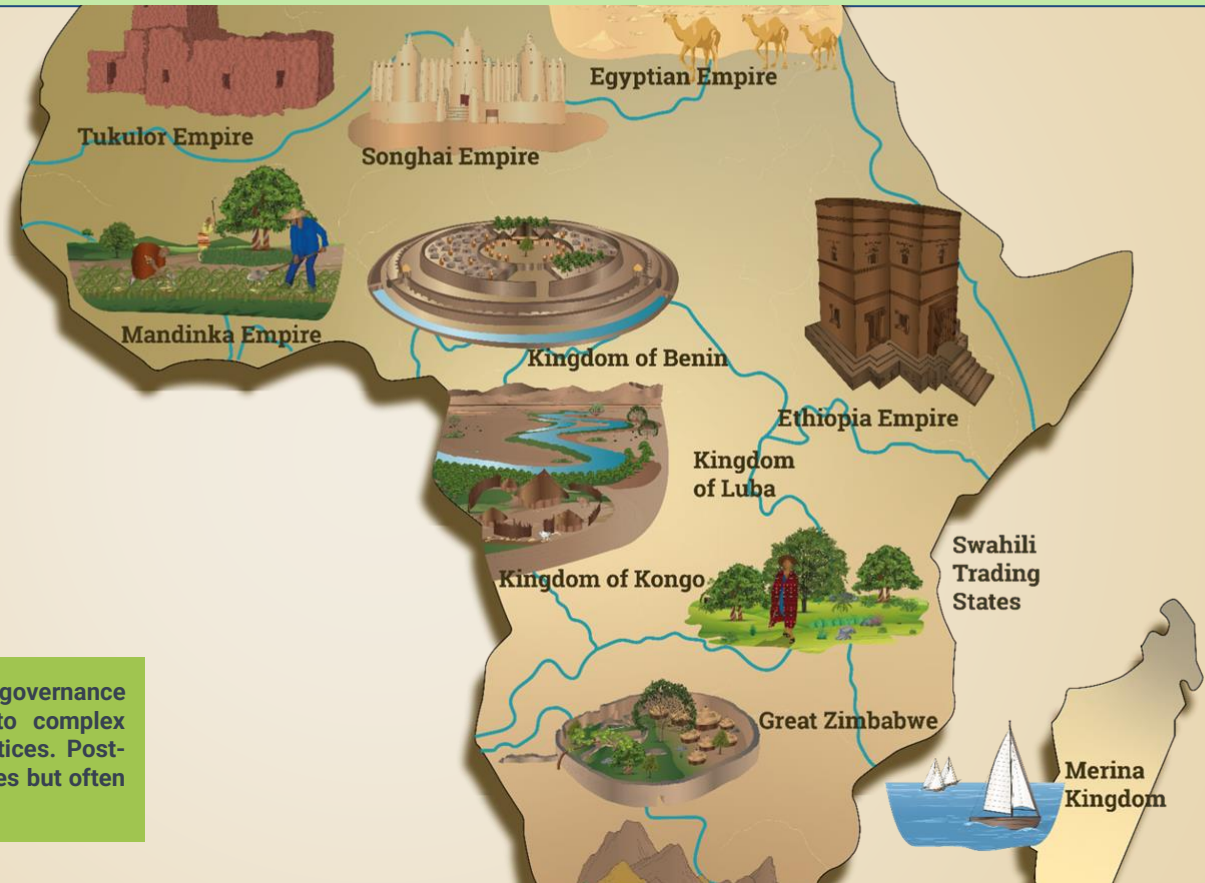 Egyptian Empire
Tukulor Empire
Songhai Empire
Mandinka Empire
Kingdom of Benin
Ethiopia Empire
Kingdom
of Luba
Swahili
Trading
States
Kingdom of Kongo
governance
to complex
tices. Post-
es but often
Great Zimbabwe
Merina
Kingdom